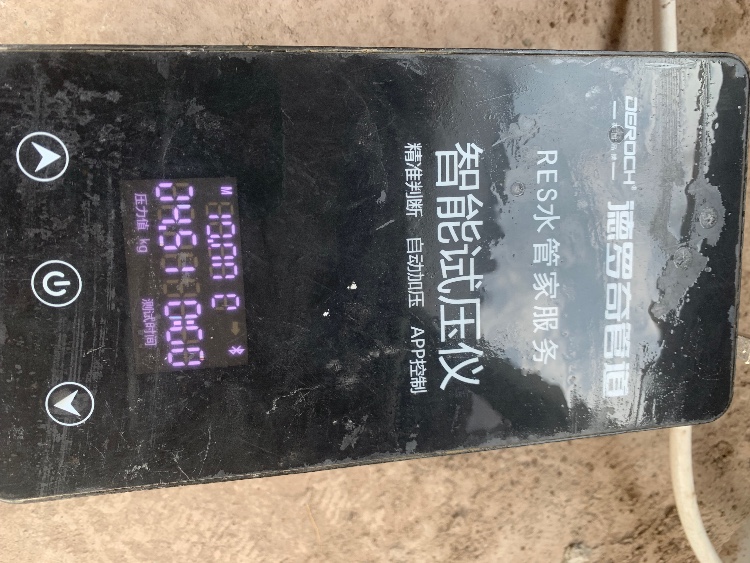 DEROCH 德罗奇管道
RES水管家服务
智能试压仪
精准判断 自动加压 APP控制
M
压力值 kg 测试时间